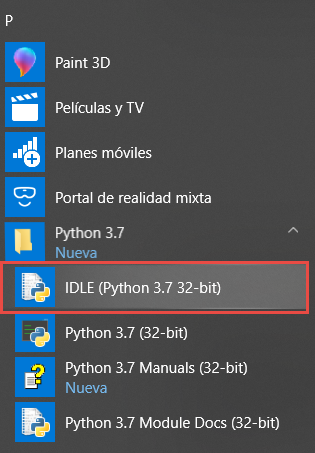 P
Paint 3D
Películas y TV
Planes móviles
Portal de realidad mixta
Python 3.7
Nueva
IDLE (Python 3.7 32-bit)
Python 3.7 (32-bit)
Python 3.7 Manuals (32-bit)
Nueva
Python 3.7 Module Docs (32-bit)